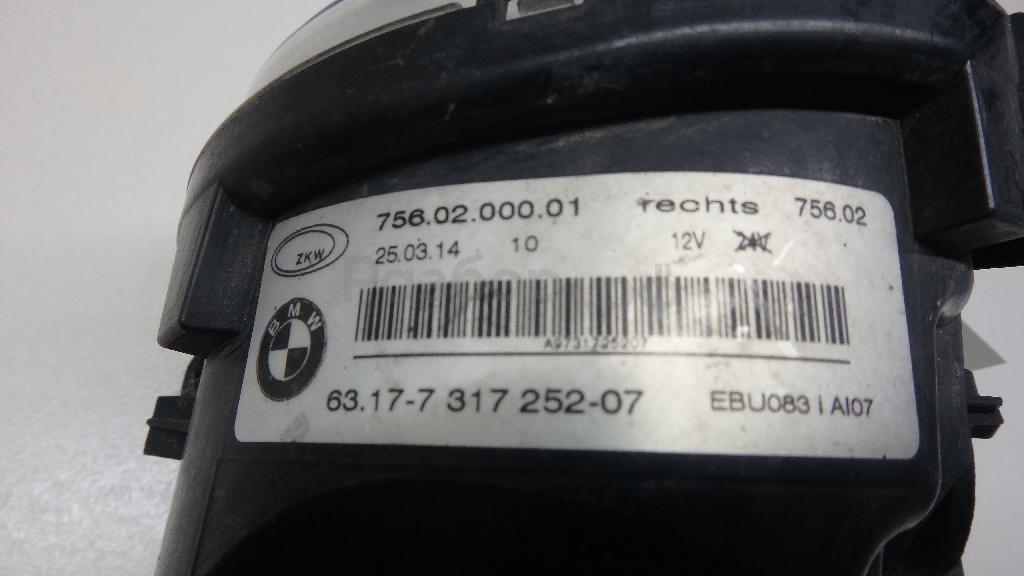 756.02.000.01 rechts 756.02
ZKW 25.03.14 10 12V 24V
BMW
63.17-7 317 252-07 EBU083 i AI07